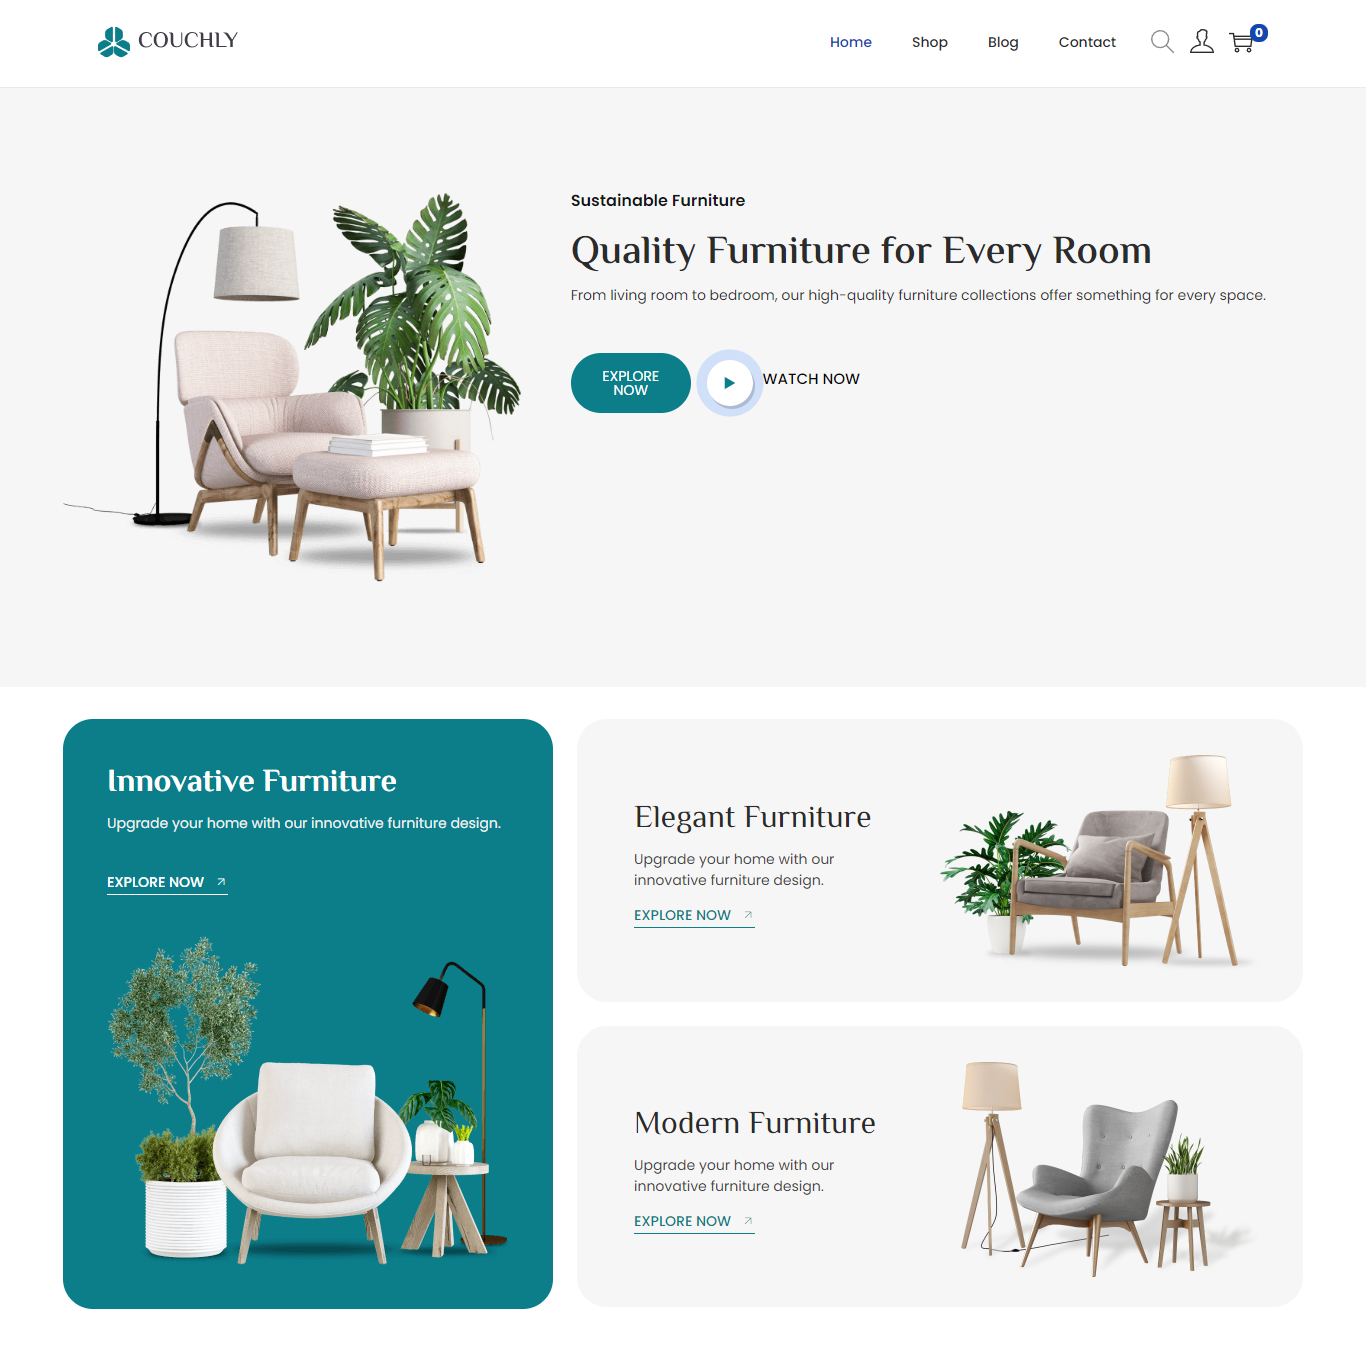 COUCHLY
Home Shop Blog Contact 0
Sustainable Furniture
Quality Furniture for Every Room
From living room to bedroom, our high-quality furniture collections offer something for every space.
EXPLORE
NOW
WATCH NOW
Innovative Furniture
Upgrade your home with our innovative furniture design.
EXPLORE NOW
Elegant Furniture
Upgrade your home with our
innovative furniture design.
EXPLORE NOW
Modern Furniture
Upgrade your home with our
innovative furniture design.
EXPLORE NOW